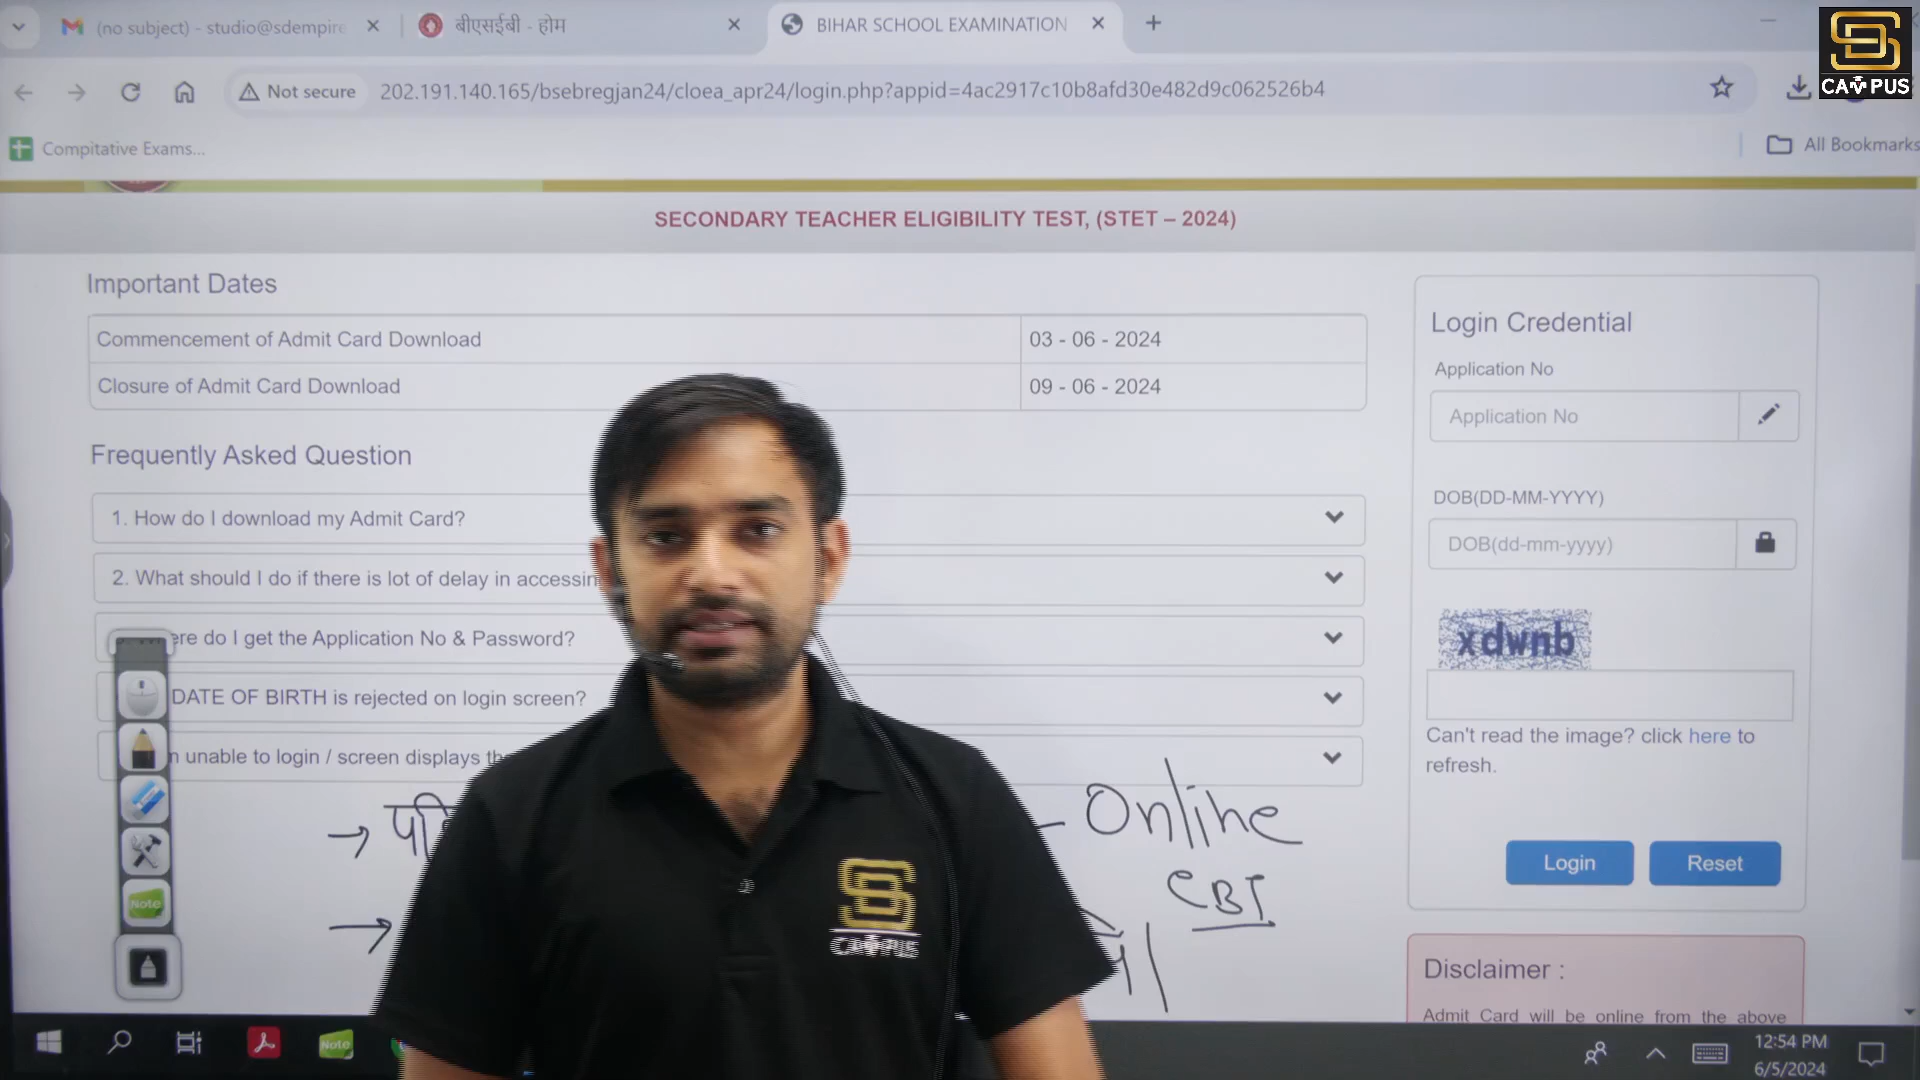 (no subject) - studio@sdempire
बीएसईबी - होम
BIHAR SCHOOL EXAMINATION
SD
CAMPUS
Not secure
202.191.140.165/bsebregjan24/cloea_apr24/login.php?appid=4ac2917c10b8afd30e482d9c062526b4
Compitative Exams...
All Bookmarks
SECONDARY TEACHER ELIGIBILITY TEST, (STET – 2024)
Important Dates
Commencement of Admit Card Download 03 - 06 - 2024
Closure of Admit Card Download 09 - 06 - 2024
Frequently Asked Question
1. How do I download my Admit Card?
2. What should I do if there is lot of delay in accessin
ere do I get the Application No & Password?
DATE OF BIRTH is rejected on login screen?
unable to login / screen displays th
Login Credential
Application No
Application No
DOB(DD-MM-YYYY)
DOB(dd-mm-yyyy)
xdwnb
Can't read the image? click here to
refresh.
Login Reset
Disclaimer :
Admit Card will be online from the above
Online
CBT
SD
CAMPUS
Note
Note
12:54 PM
6/5/2024